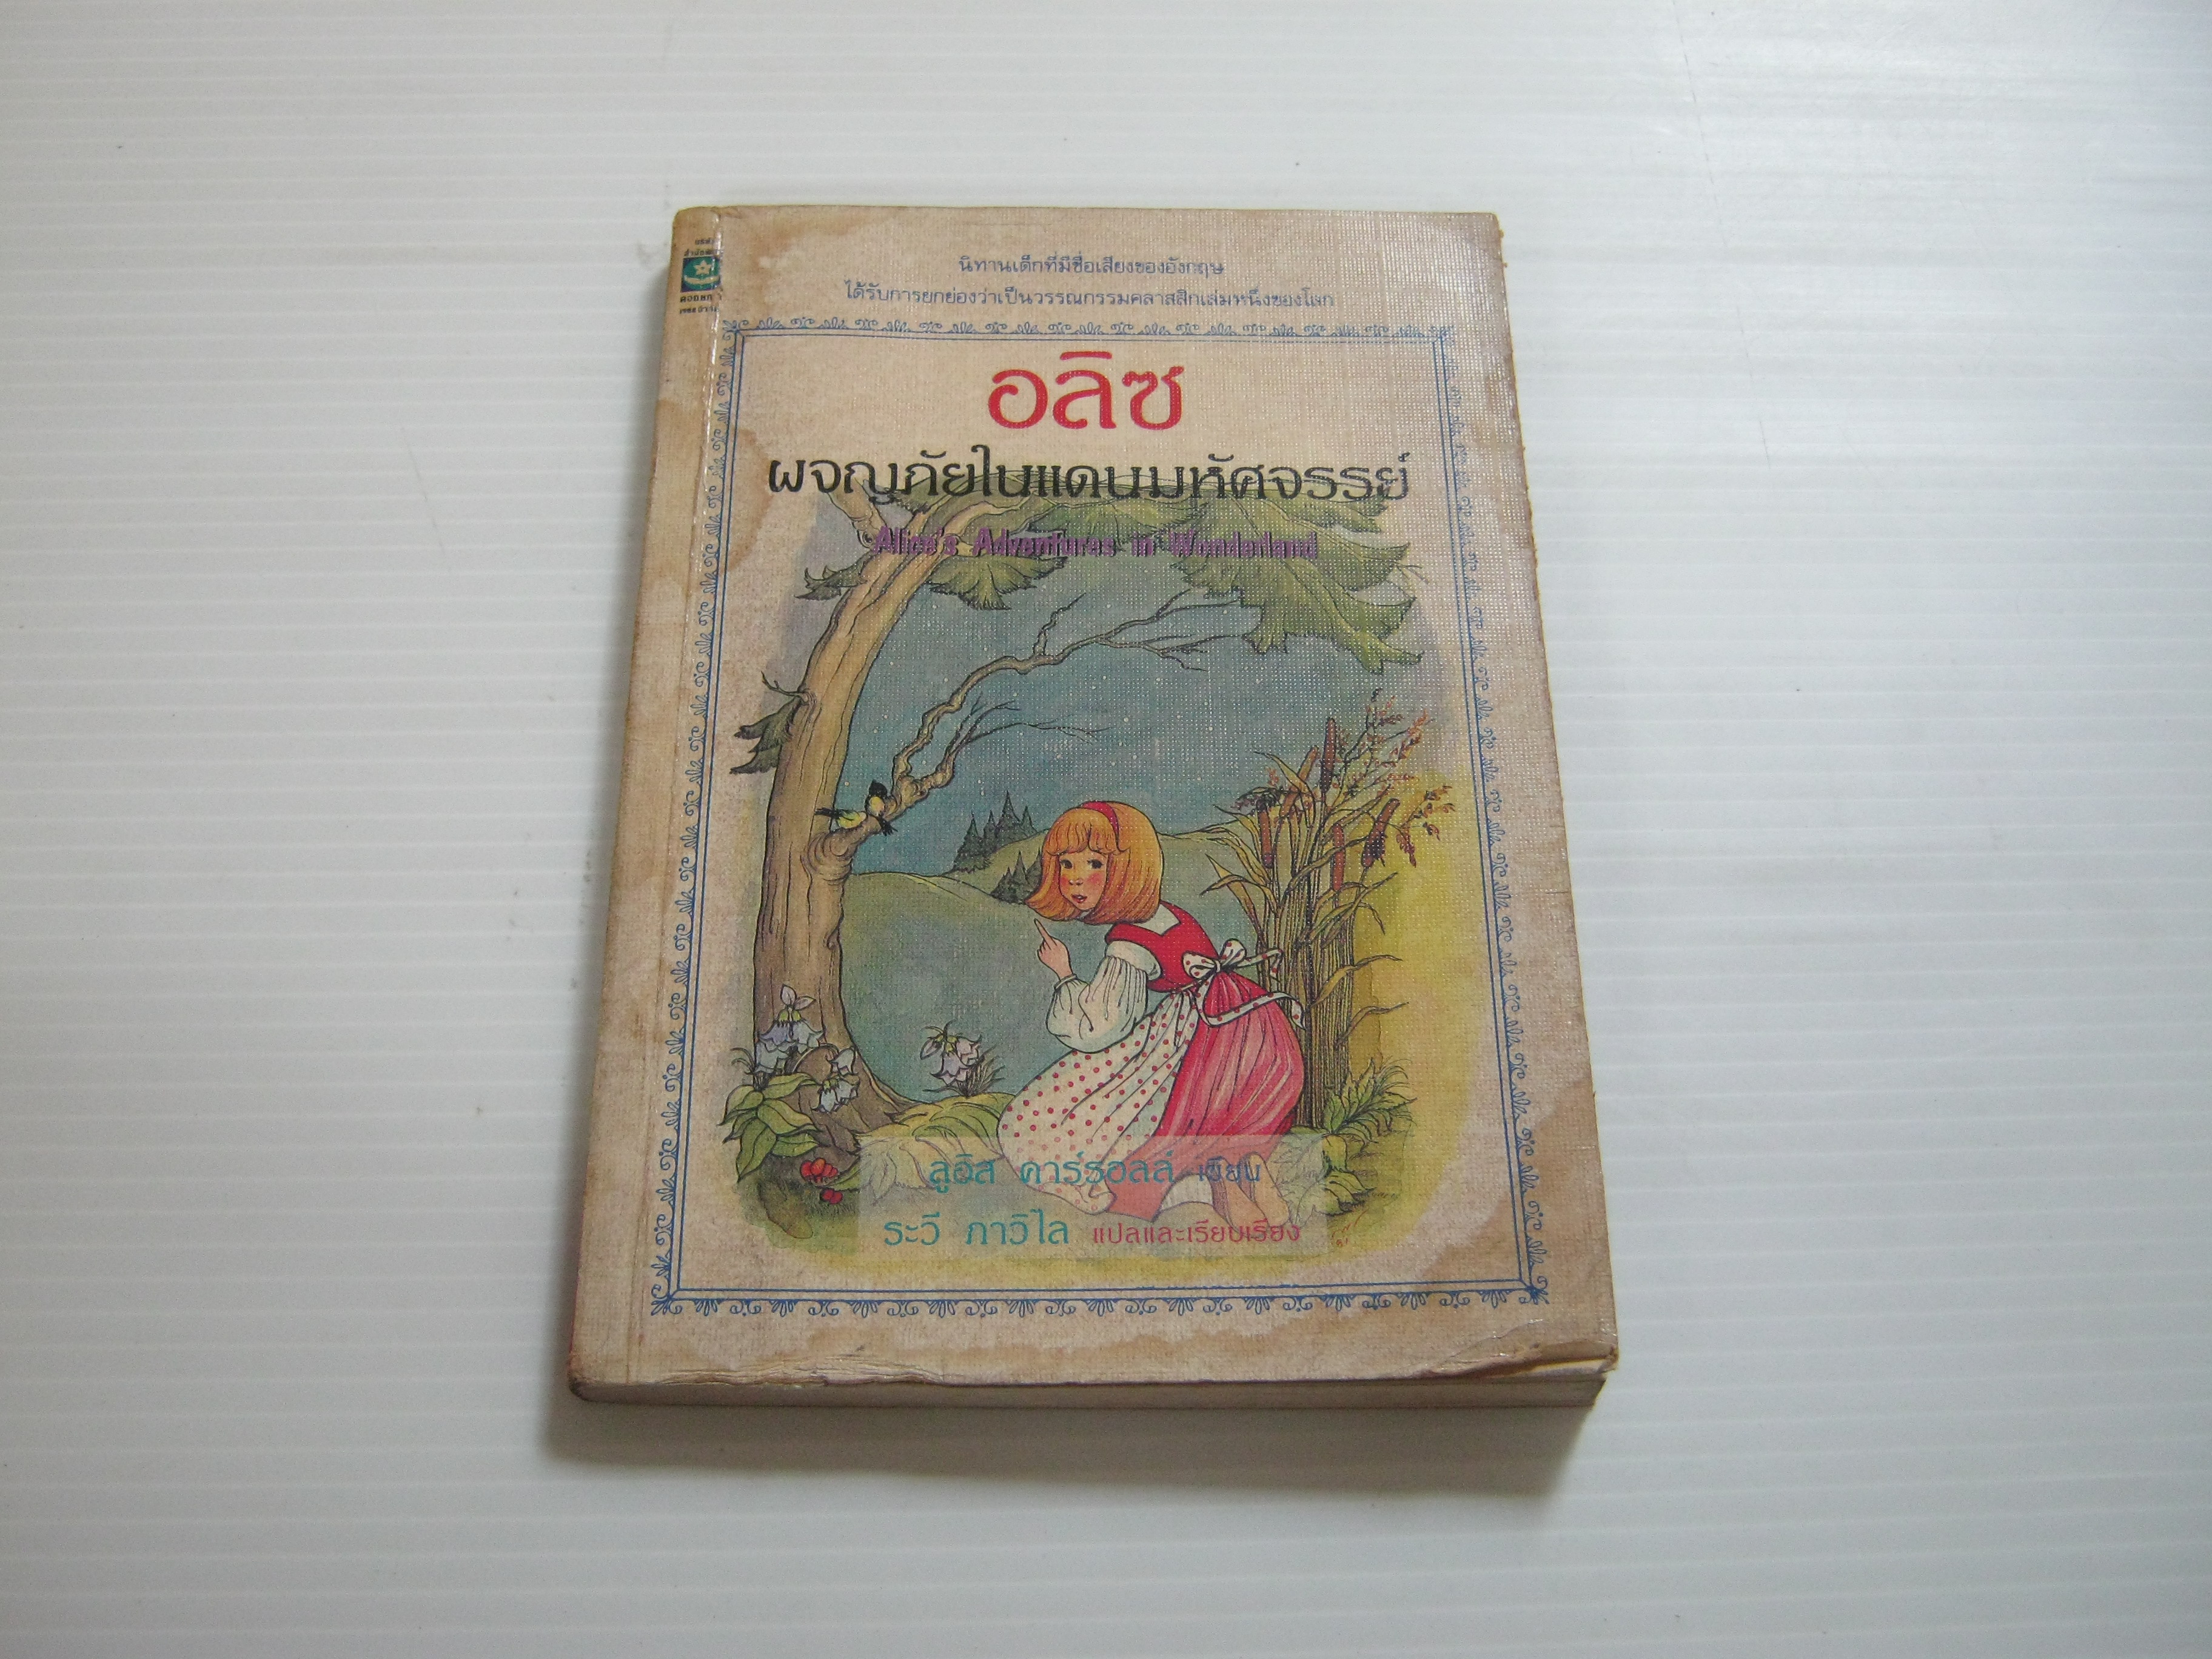 นิทานเด็กที่มีชื่อเสียงของอังกฤษ
ได้รับการยกย่องว่าเป็นวรรณกรรมคลาสสิกเล่มหนึ่งของโลก
อลิซ
ผจญภัยในแดนมหัศจรรย์
Alice's Adventures in Wonderland
ลูอิส คาร์รอลล์ เขียน
ระวี ภาวิไล แปลและเรียบเรียง